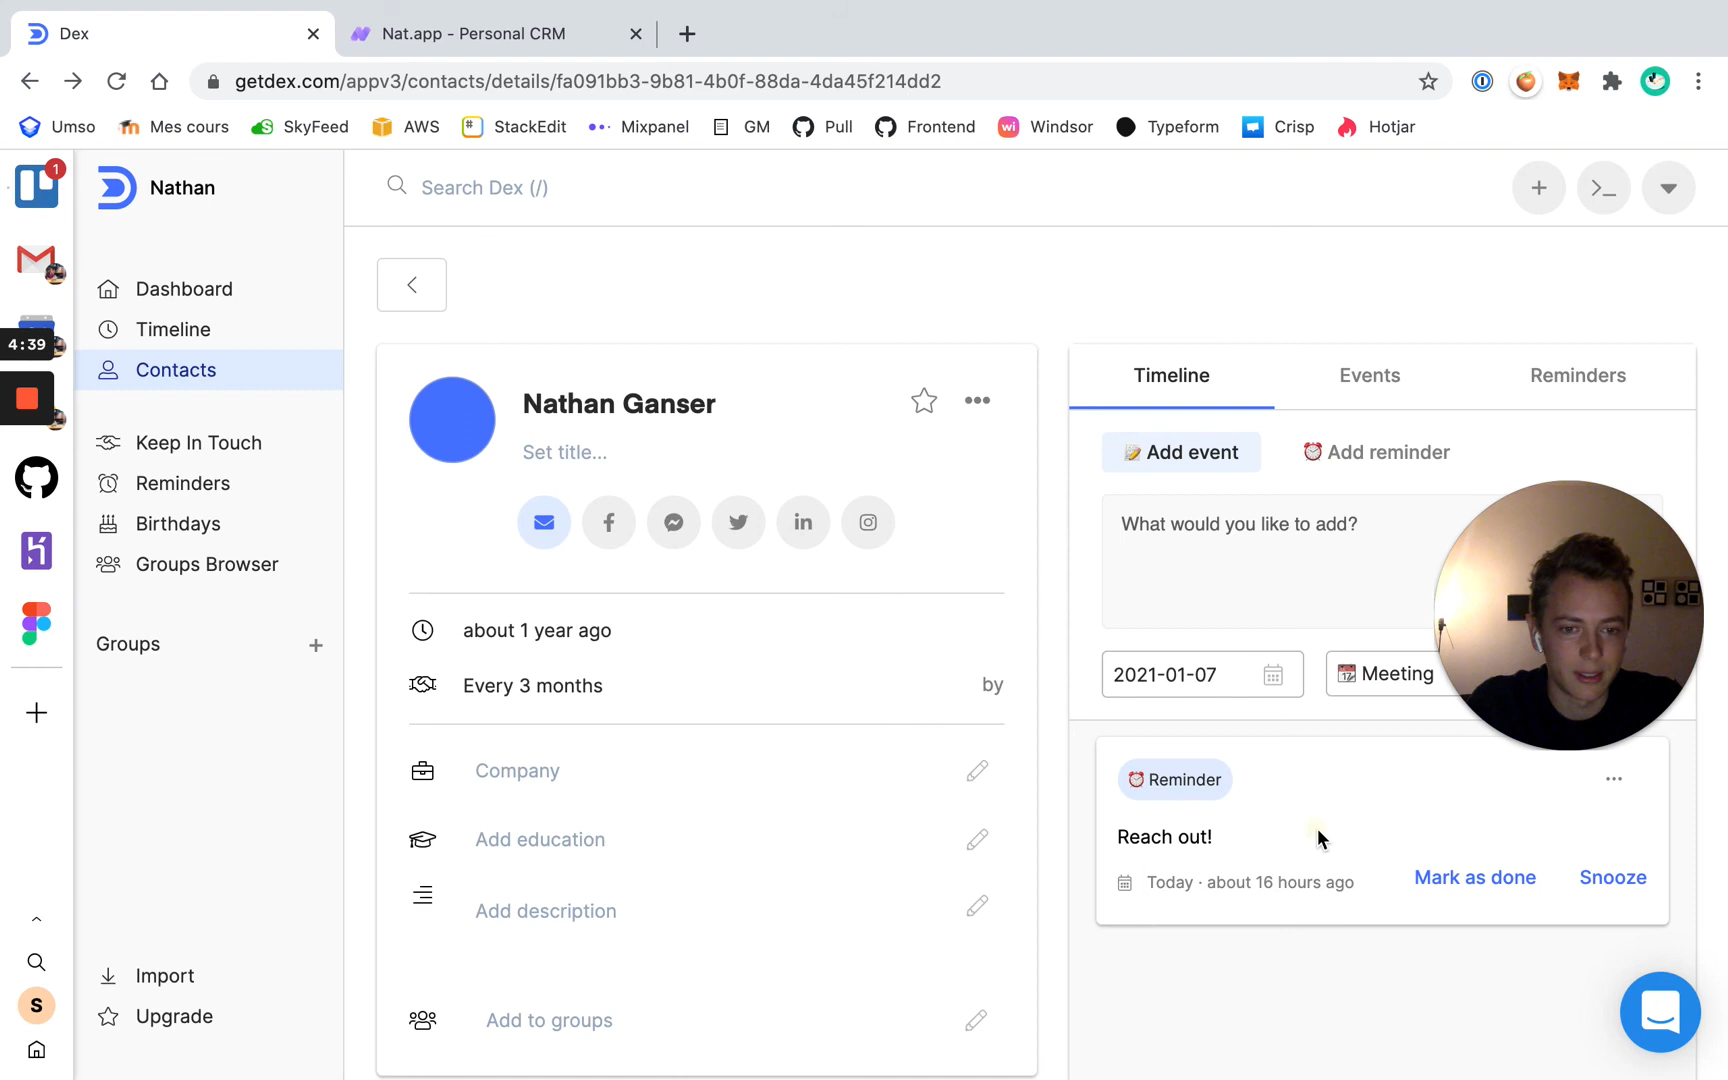 Dex
Nat.app - Personal CRM
getdex.com/appv3/contacts/details/fa091bb3-9b81-4b0f-88da-4da45f214dd2
Umso
Mes cours
SkyFeed
AWS
StackEdit
Mixpanel
GM
Pull
Frontend
wi
Windsor
Typeform
Crisp
Hotjar
1
Nathan
Search Dex (/)
>_
Dashboard
Timeline
4:39
Contacts
Keep In Touch
Reminders
Birthdays
Groups Browser
Groups
Import
S
Upgrade
Nathan Ganser
Set title...
about 1 year ago
Every 3 months
by
Company
Add education
Add description
Add to groups
Timeline
Events
Reminders
Add event
Add reminder
What would you like to add?
2021-01-07
Meeting
Reminder
Reach out!
Today · about 16 hours ago
Mark as done
Snooze